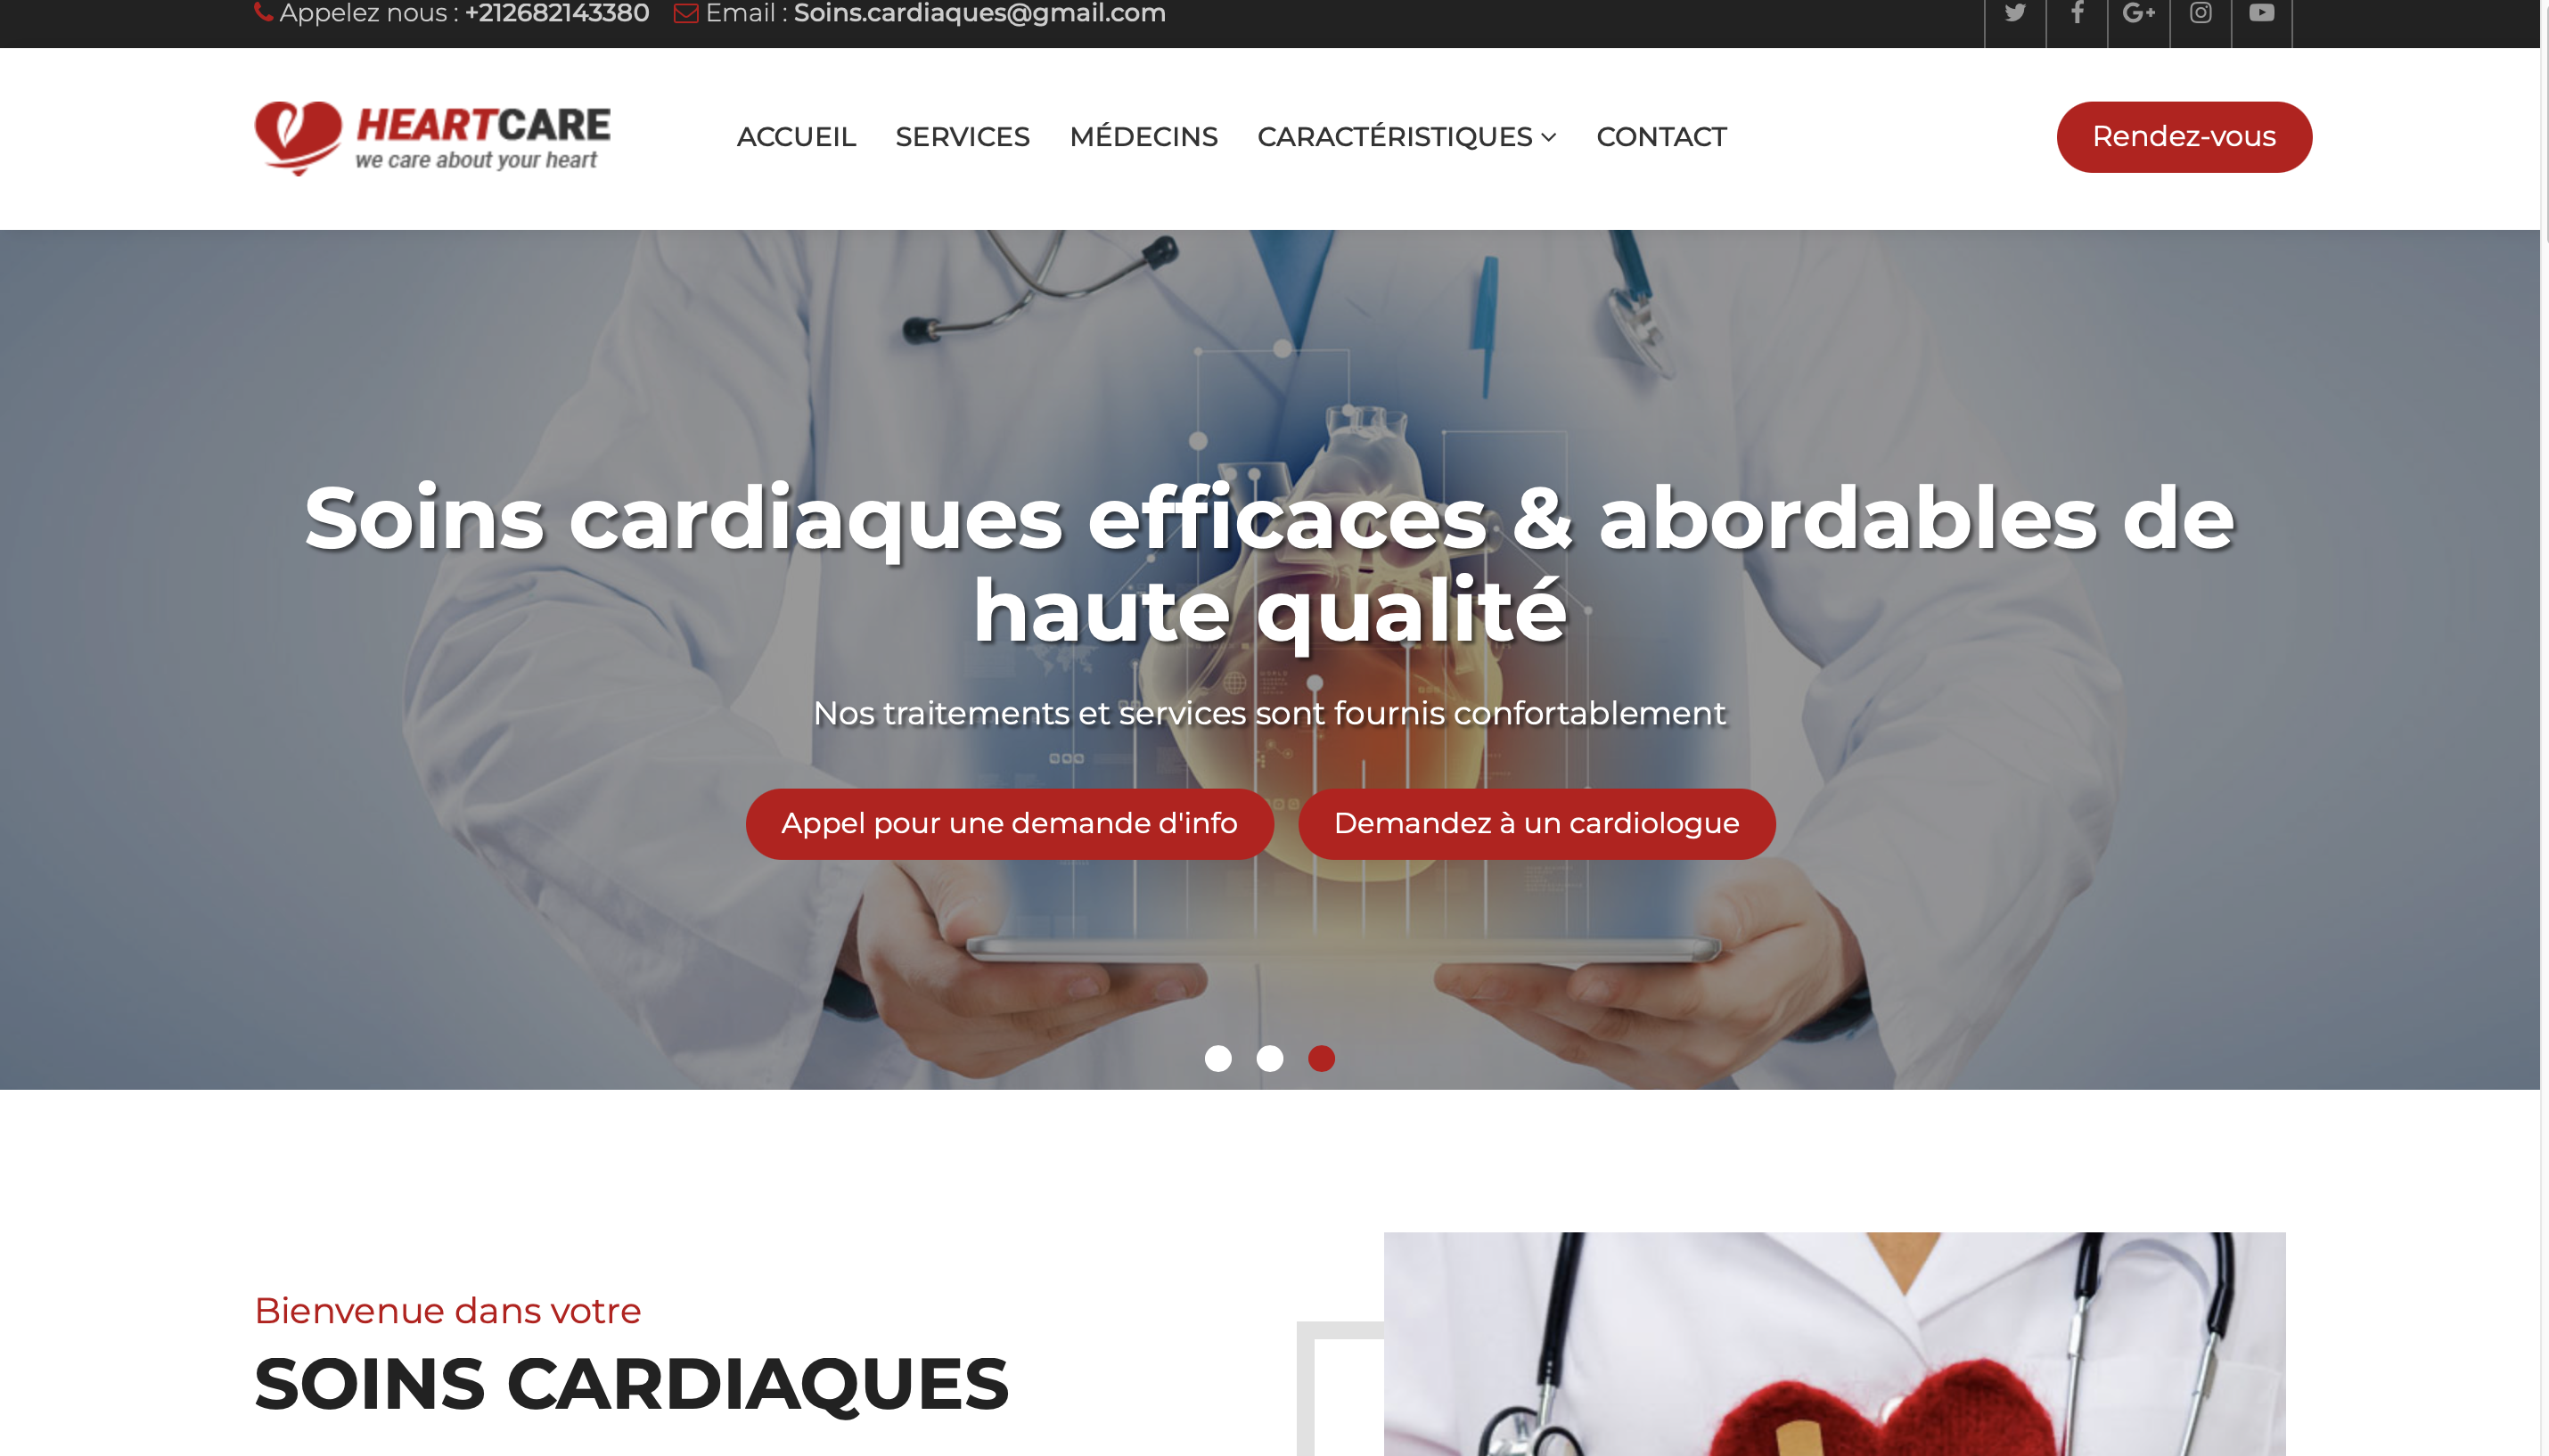 Appelez nous : +212682143380 Email : Soins.cardiaques@gmail.com
HEARTCARE
we care about your heart
ACCUEIL SERVICES MÉDECINS CARACTÉRISTIQUES CONTACT
Rendez-vous
Soins cardiaques efficaces & abordables de
haute qualité
Nos traitements et services sont fournis confortablement
Appel pour une demande d'info Demandez à un cardiologue
Bienvenue dans votre
SOINS CARDIAQUES